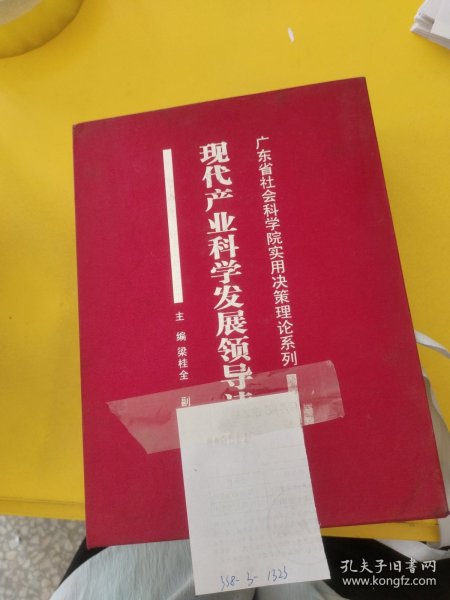 广东省社会科学院实用决策理论系列
现代产业科学发展领导
主编 梁桂全 副
558-5-1323
孔夫子旧书网
www.kongfz.com